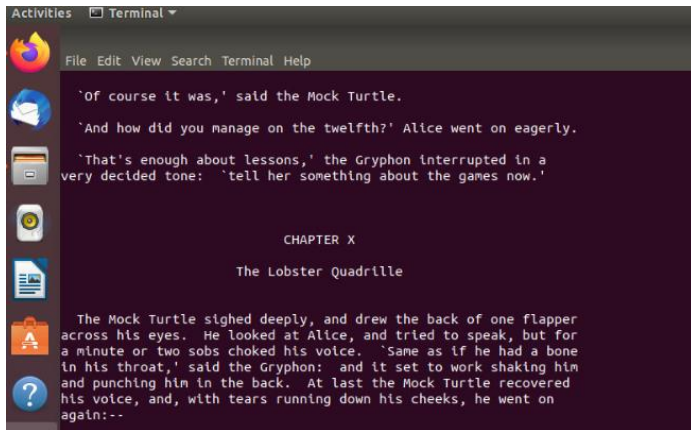 Activities Terminal
File Edit View Search Terminal Help
`Of course it was,' said the Mock Turtle.
`And how did you manage on the twelfth?' Alice went on eagerly.
`That's enough about lessons,' the Gryphon interrupted in a
very decided tone:  `tell her something about the games now.'
CHAPTER X
The Lobster Quadrille
The Mock Turtle sighed deeply, and drew the back of one flapper
across his eyes.  He looked at Alice, and tried to speak, but for
a minute or two sobs choked his voice.  `Same as if he had a bone
in his throat,' said the Gryphon:  and it set to work shaking him
and punching him in the back.  At last the Mock Turtle recovered
his voice, and, with tears running down his cheeks, he went on
again:--